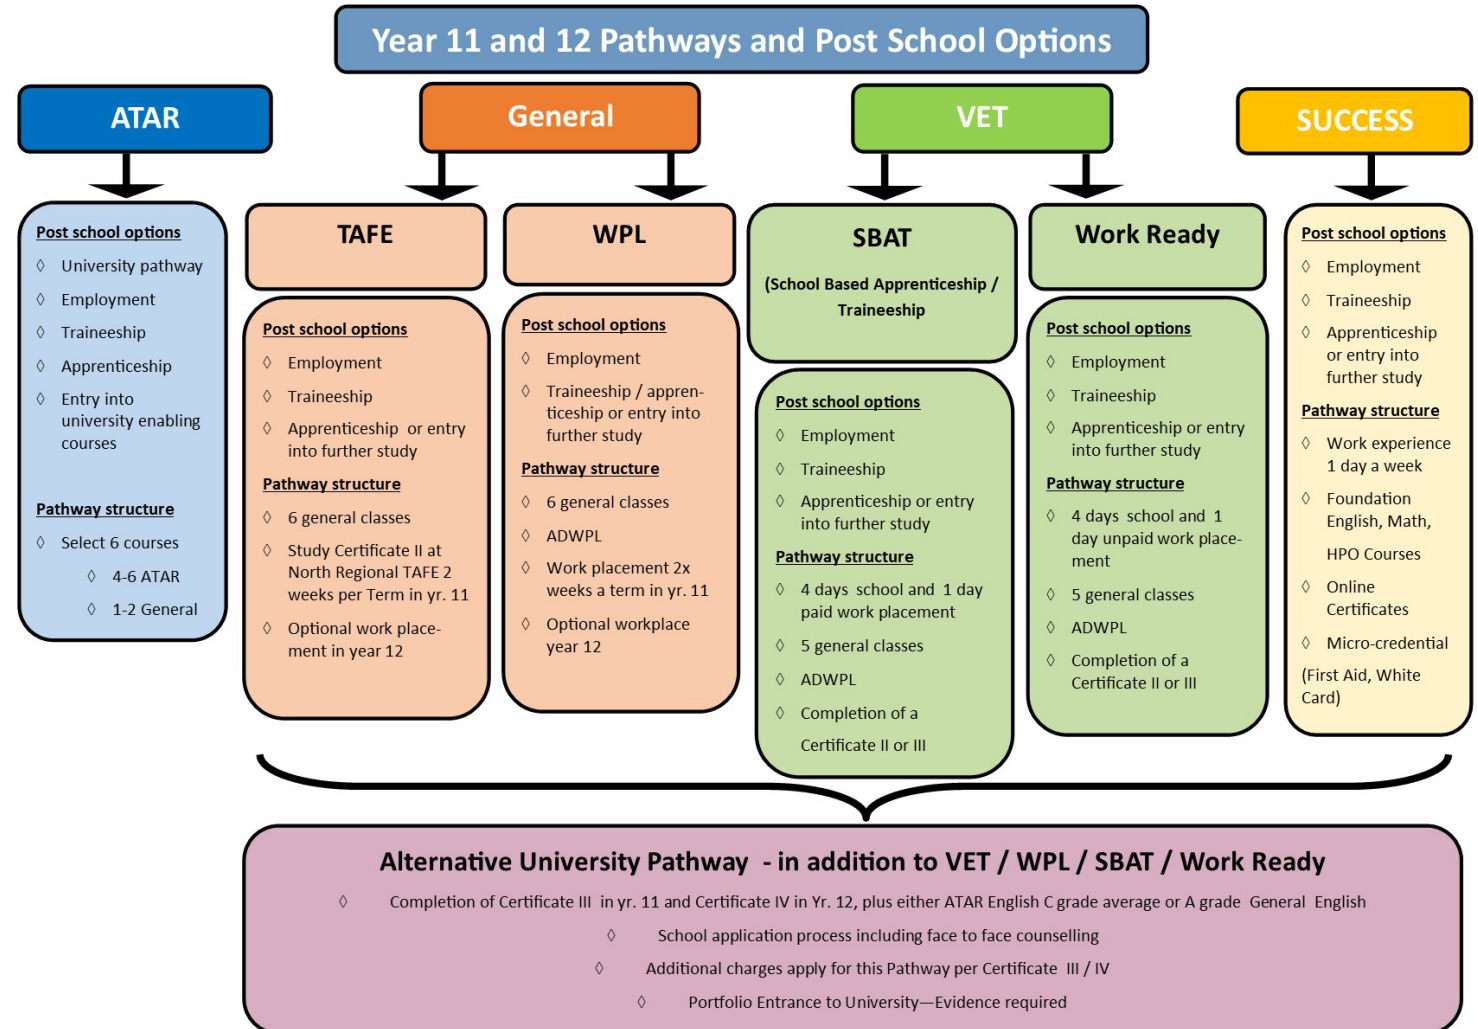 Year 11 and 12 Pathways and Post School Options
ATAR
General
VET
SUCCESS
Post school options
◊ University pathway
◊ Employment
◊ Traineeship
◊ Apprenticeship
◊ Entry into
university enabling
courses
Pathway structure
◊ Select 6 courses
◊ 4-6 ATAR
◊ 1-2 General
TAFE
Post school options
◊ Employment
◊ Traineeship
◊ Apprenticeship or entry
into further study
Pathway structure
◊ 6 general classes
◊ Study Certificate II at
North Regional TAFE 2
weeks per Term in yr. 11
◊ Optional work place-
ment in year 12
WPL
Post school options
◊ Employment
◊ Traineeship / appren-
ticeship or entry into
further study
Pathway structure
◊ 6 general classes
◊ ADWPL
◊ Work placement 2x
weeks a term in yr. 11
◊ Optional workplace
year 12
SBAT
(School Based Apprenticeship /
Traineeship
Post school options
◊ Employment
◊ Traineeship
◊ Apprenticeship or entry
into further study
Pathway structure
◊ 4 days school and 1 day
paid work placement
◊ 5 general classes
◊ ADWPL
◊ Completion of a
Certificate II or III
Work Ready
Post school options
◊ Employment
◊ Traineeship
◊ Apprenticeship or entry
into further study
Pathway structure
◊ 4 days school and 1
day unpaid work place-
ment
◊ 5 general classes
◊ ADWPL
◊ Completion of a
Certificate II or III
Post school options
◊ Employment
◊ Traineeship
◊ Apprenticeship
or entry into
further study
Pathway structure
◊ Work experience
1 day a week
◊ Foundation
English, Math,
HPO Courses
◊ Online
Certificates
◊ Micro-credential
(First Aid, White
Card)
Alternative University Pathway - in addition to VET / WPL / SBAT / Work Ready
◊ Completion of Certificate III in yr. 11 and Certificate IV in Yr. 12, plus either ATAR English C grade average or A grade General English
◊ School application process including face to face counselling
◊ Additional charges apply for this Pathway per Certificate III / IV
◊ Portfolio Entrance to University—Evidence required